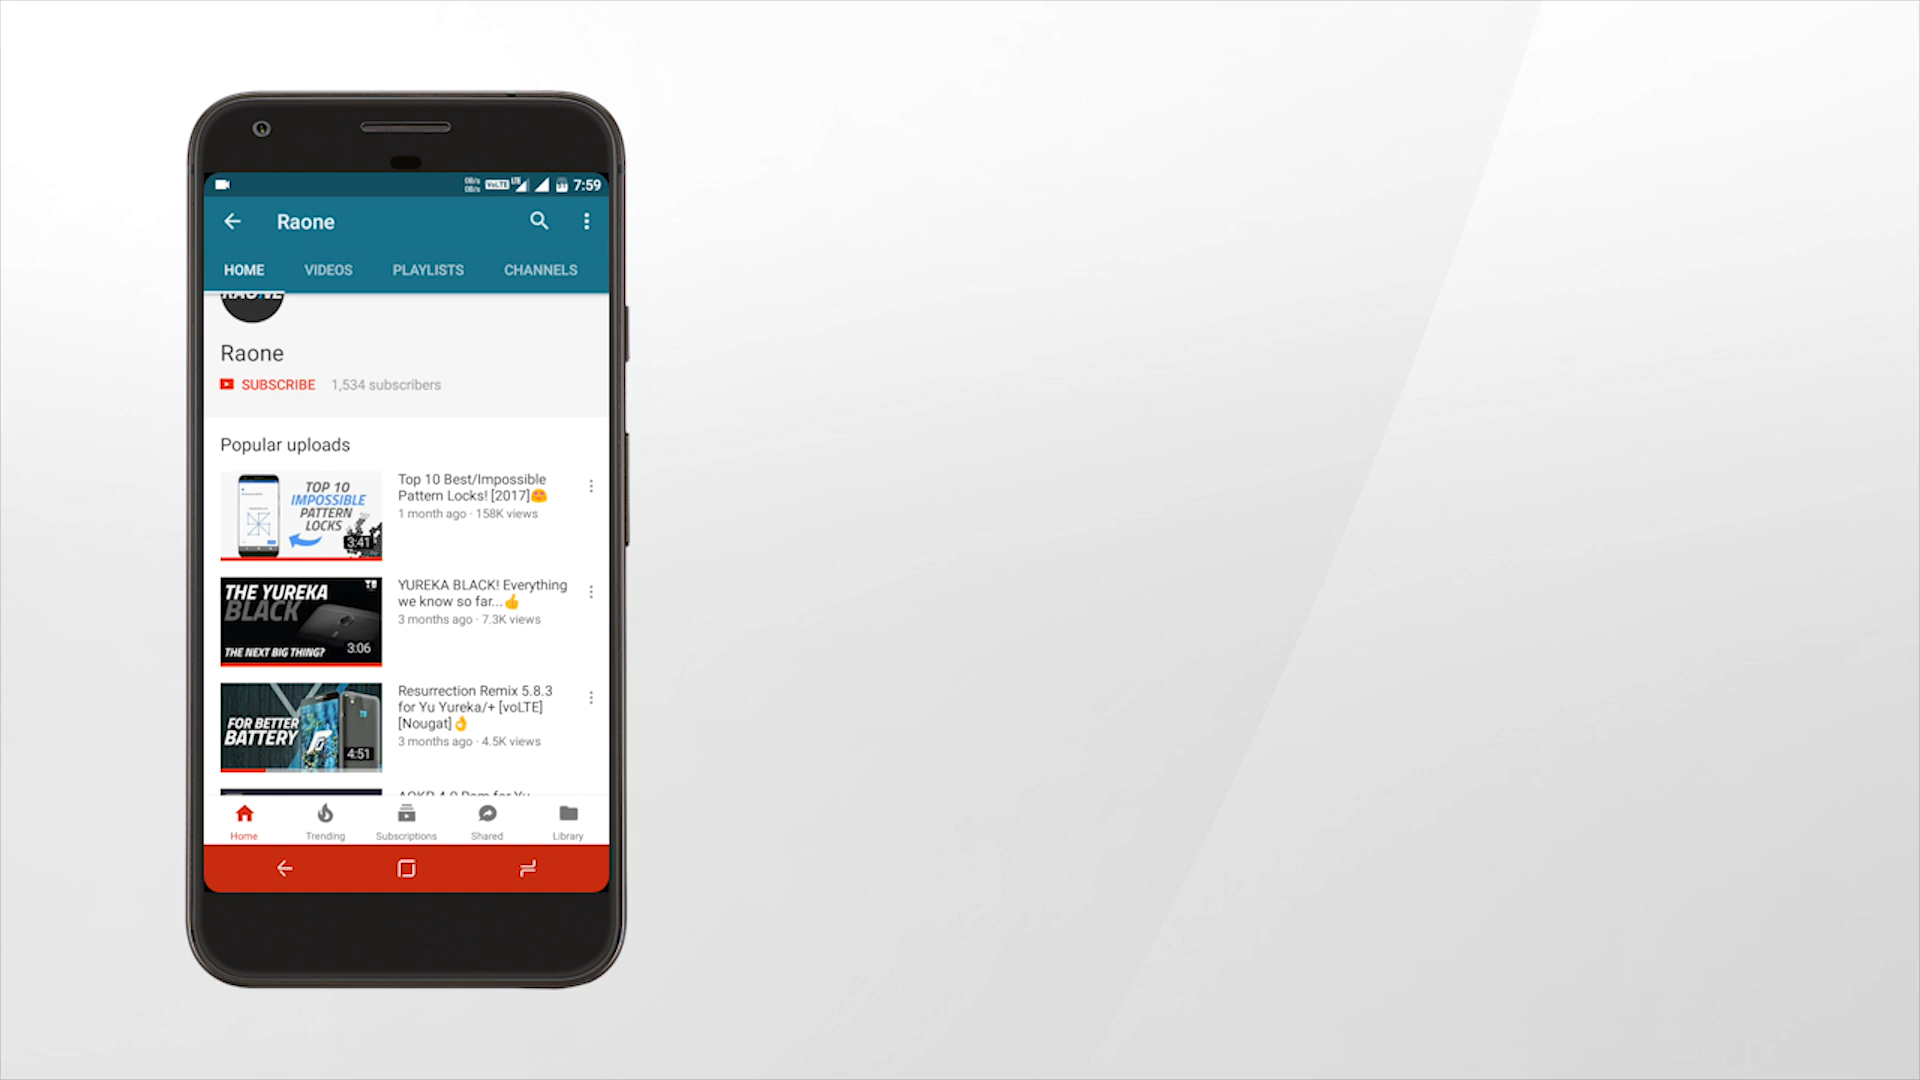 VoLTE LTE 7:59
Raone
HOME VIDEOS PLAYLISTS CHANNELS
Raone
SUBSCRIBE 1,534 subscribers
Popular uploads
TOP 10
IMPOSSIBLE
PATTERN
LOCKS
3:41
Top 10 Best/Impossible
Pattern Locks! [2017]😍
1 month ago · 158K views
THE YUREKA
BLACK
THE NEXT BIG THING?
3:06
YUREKA BLACK! Everything
we know so far...👍
3 months ago · 7.3K views
FOR BETTER
BATTERY
4:51
Resurrection Remix 5.8.3
for Yu Yureka/+ [voLTE]
[Nougat]👌
3 months ago · 4.5K views
Home Trending Subscriptions Shared Library